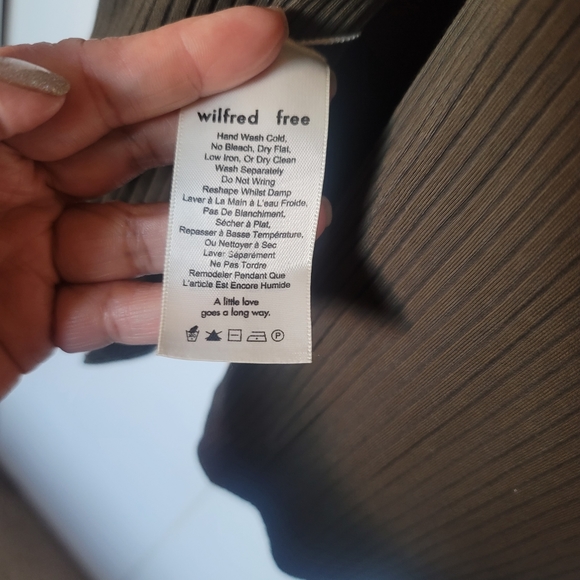 wilfred free
Hand Wash Cold,
No Bleach, Dry Flat,
Low Iron, Or Dry Clean
Wash Separately
Do Not Wring
Reshape Whilst Damp
Laver à La Main à L'eau Froide,
Pas De Blanchiment,
Sécher à Plat,
Repasser à Basse Température,
Ou Nettoyer à Sec
Laver Séparément
Ne Pas Tordre
Remodeler Pendant Que
L'article Est Encore Humide
A little love
goes a long way.
P